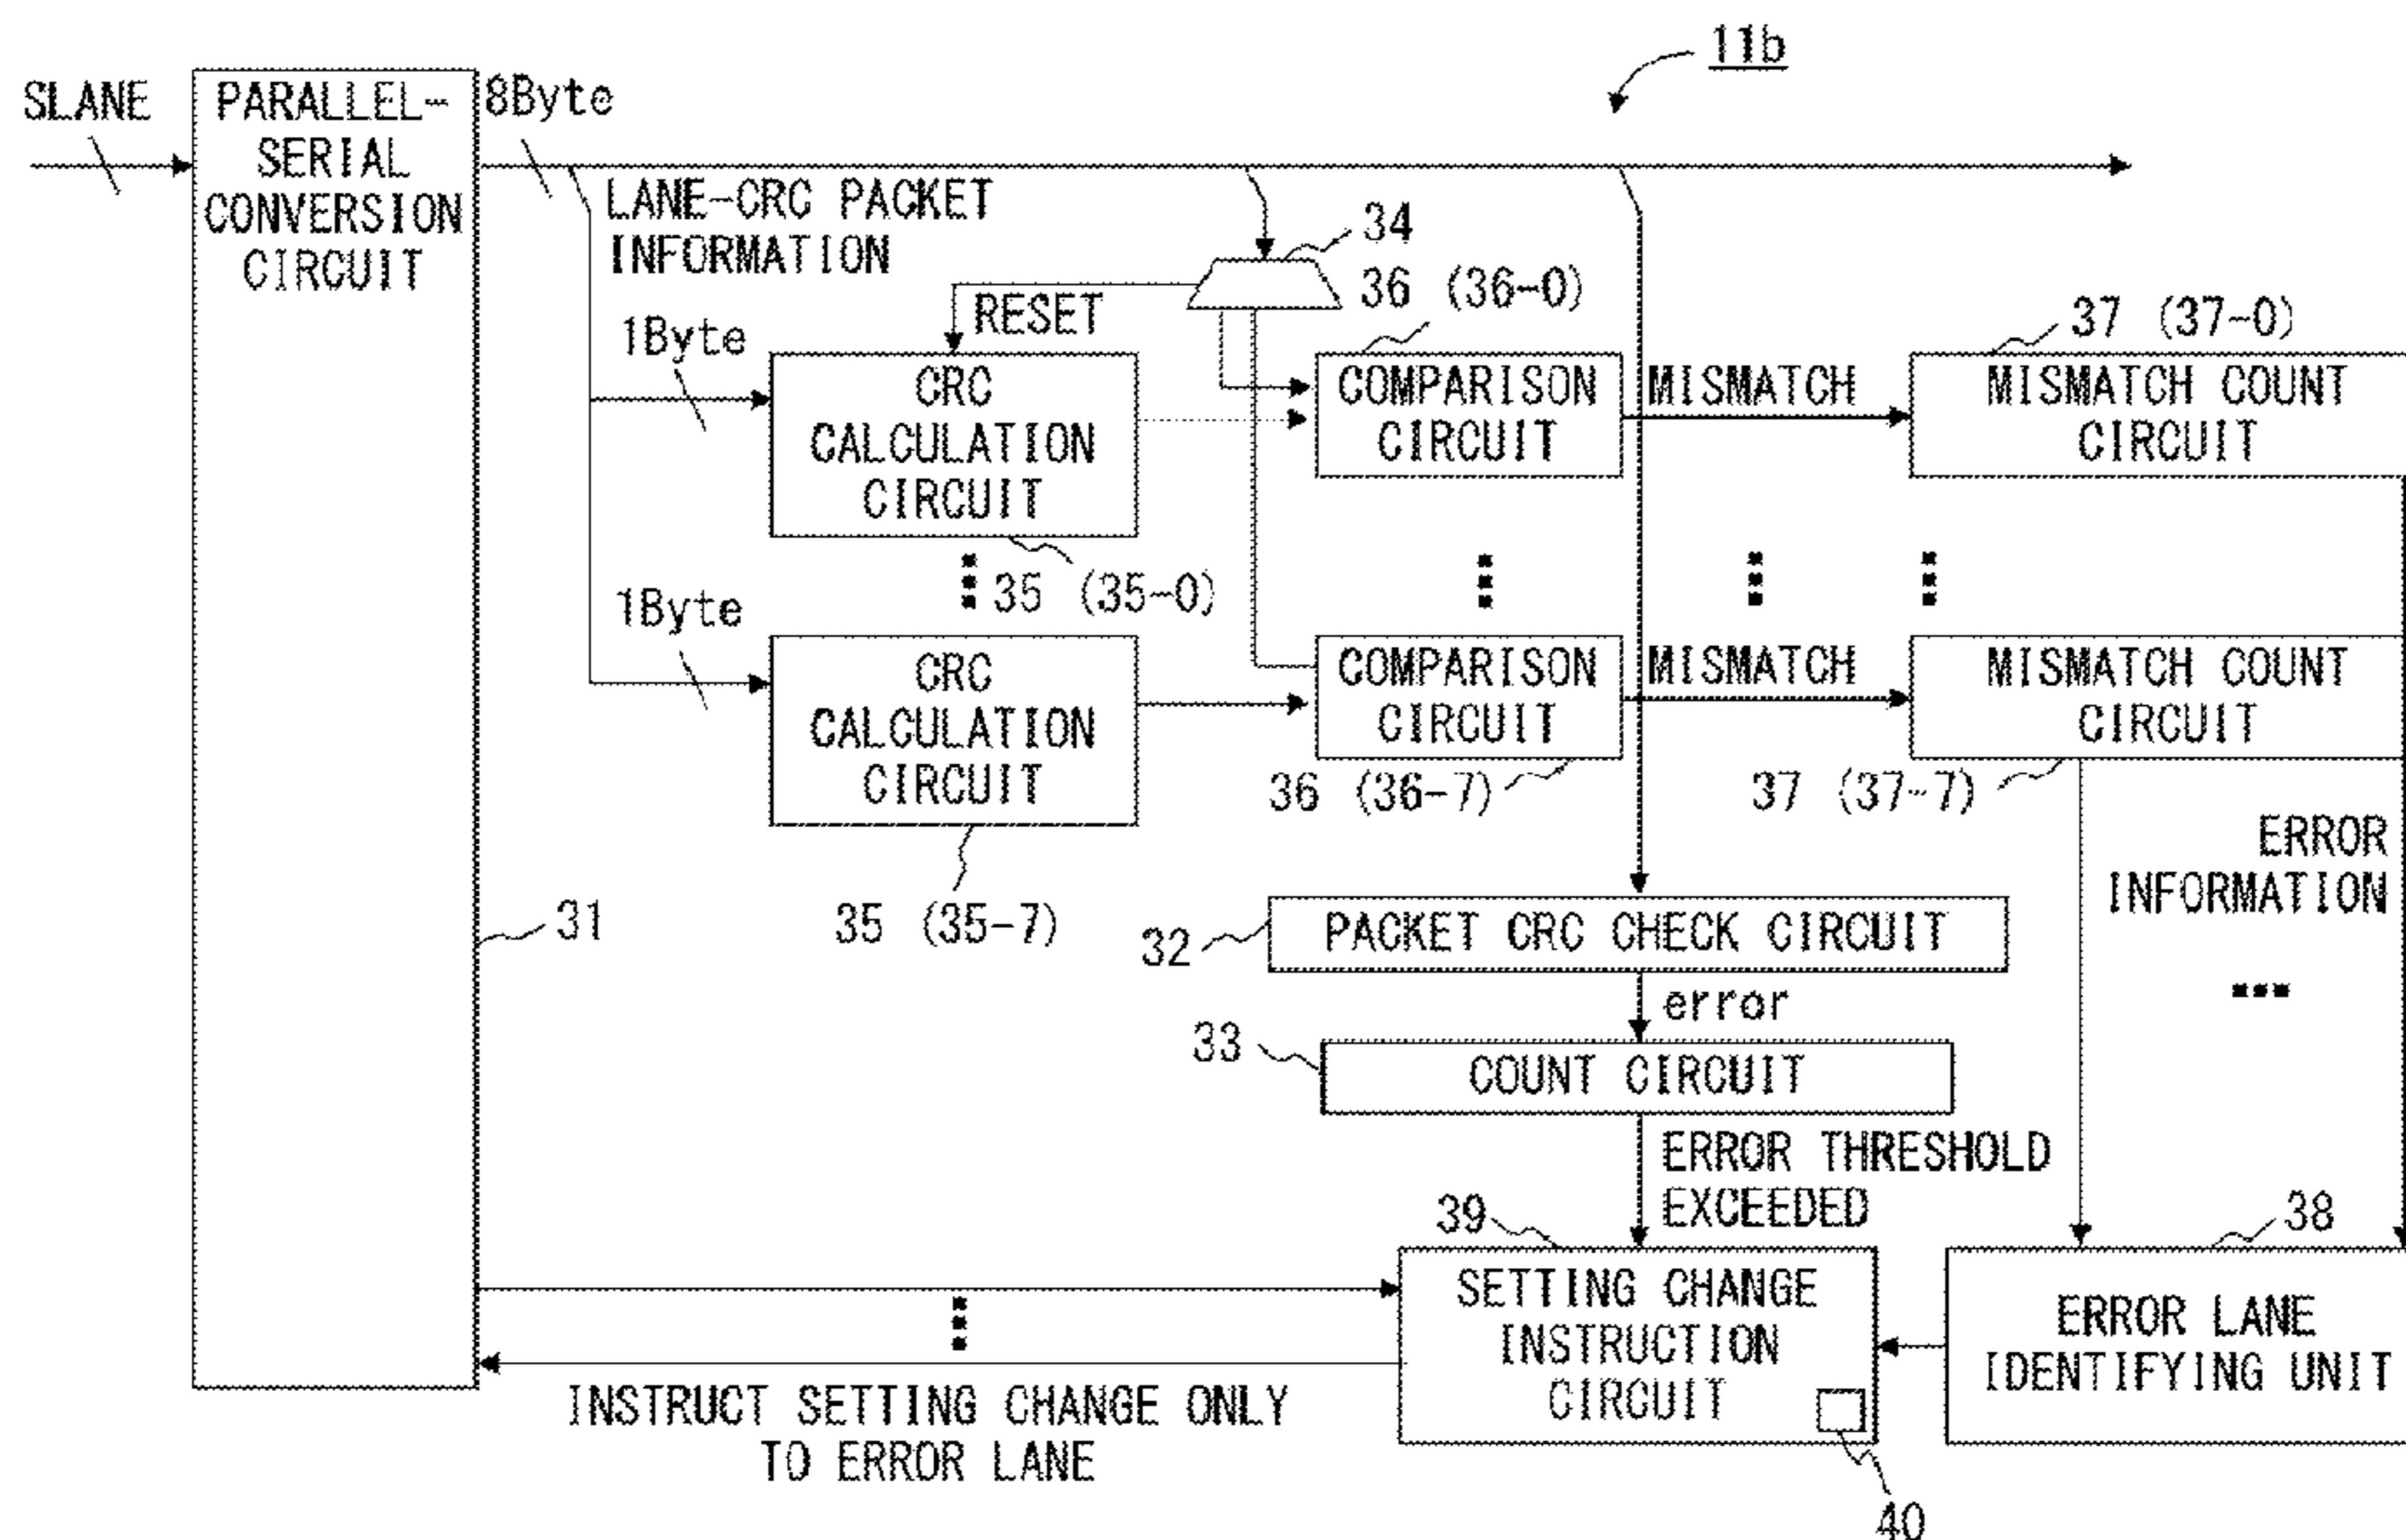 11b
SLANE
PARALLEL-
SERIAL
CONVERSION
CIRCUIT
8Byte
LANE-CRC PACKET
INFORMATION
34
RESET
36 (36-0)
37 (37-0)
1Byte
CRC
CALCULATION
CIRCUIT
COMPARISON
CIRCUIT
MISMATCH
MISMATCH COUNT
CIRCUIT
35 (35-0)
1Byte
CRC
CALCULATION
CIRCUIT
COMPARISON
CIRCUIT
MISMATCH
MISMATCH COUNT
CIRCUIT
36 (36-7)
37 (37-7)
ERROR
INFORMATION
31
35 (35-7)
32
PACKET CRC CHECK CIRCUIT
error
33
COUNT CIRCUIT
ERROR THRESHOLD
EXCEEDED
39
38
SETTING CHANGE
INSTRUCTION
CIRCUIT
ERROR LANE
IDENTIFYING UNIT
INSTRUCT SETTING CHANGE ONLY
TO ERROR LANE
40